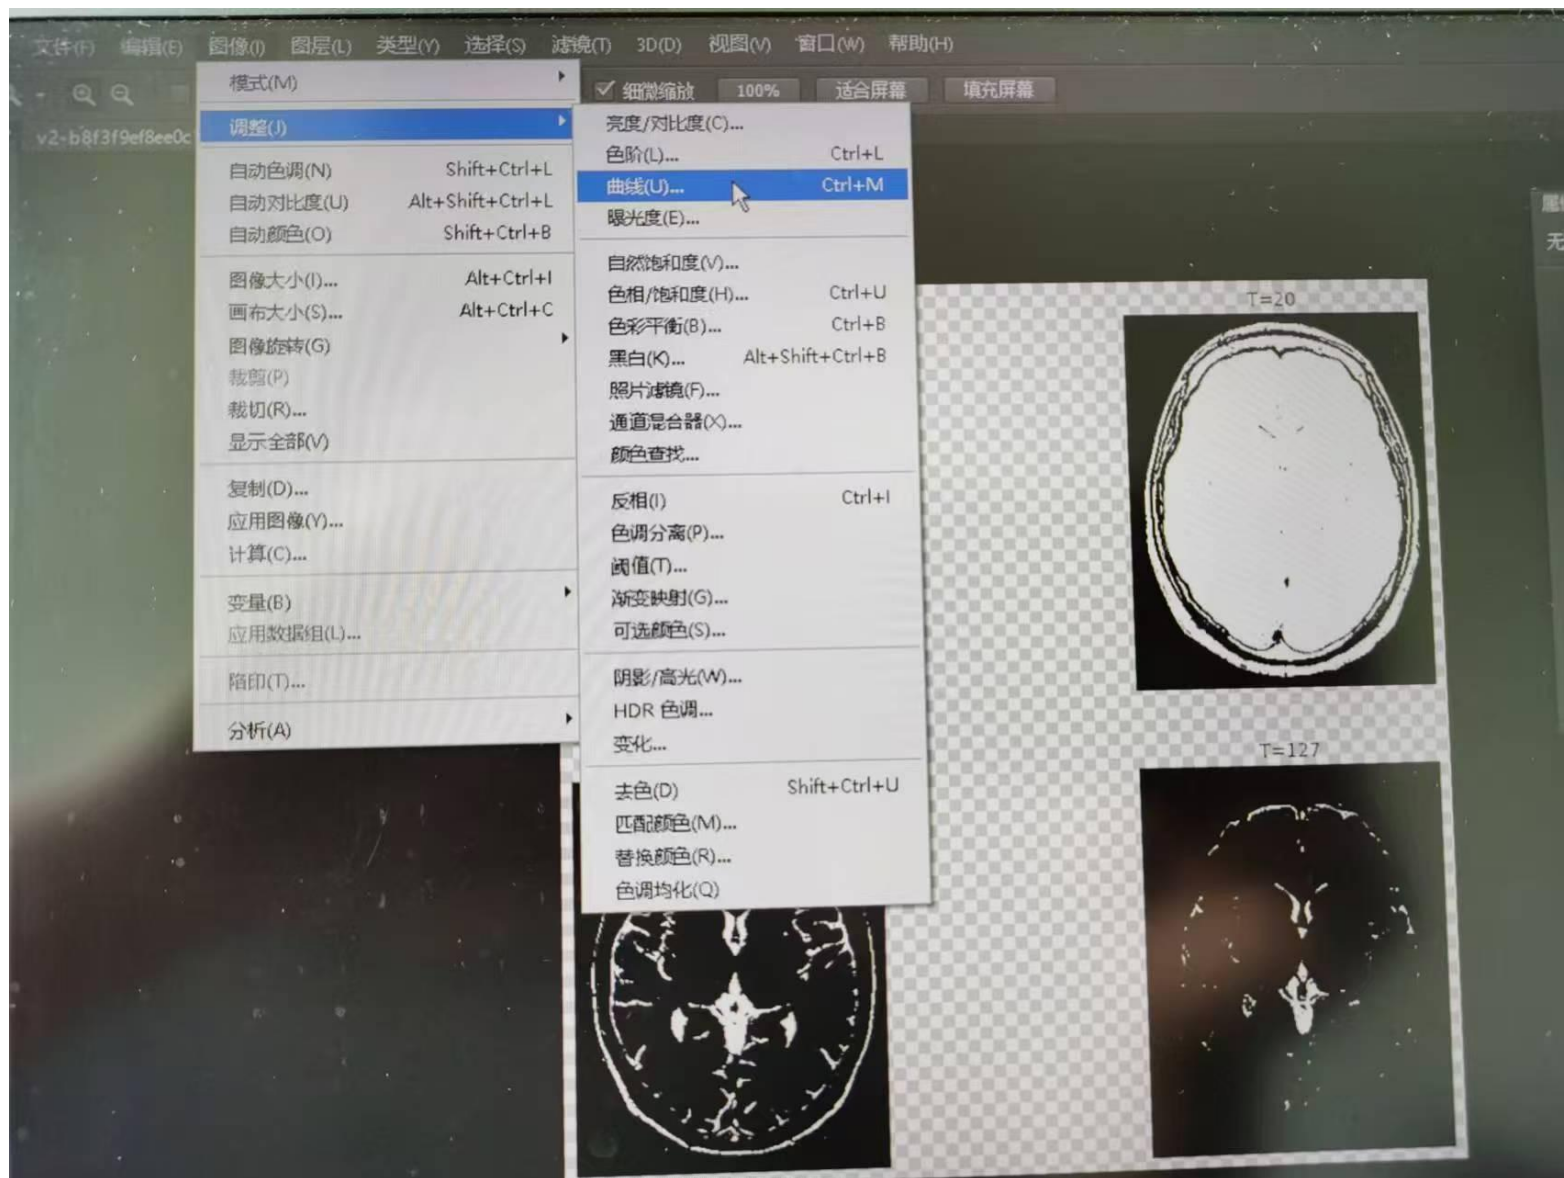 文件(F) 编辑(E) 图像(I) 图层(L) 类型(Y) 选择(S) 滤镜(T) 3D(D) 视图(V) 窗口(W) 帮助(H)
细微缩放 100% 适合屏幕 填充屏幕
v2-b8f3f9ef8ee0c
模式(M)
调整(J)
自动色调(N) Shift+Ctrl+L
自动对比度(U) Alt+Shift+Ctrl+L
自动颜色(O) Shift+Ctrl+B
图像大小(I)... Alt+Ctrl+I
画布大小(S)... Alt+Ctrl+C
图像旋转(G)
裁剪(P)
裁切(R)...
显示全部(V)
复制(D)...
应用图像(Y)...
计算(C)...
变量(B)
应用数据组(L)...
陷印(T)...
分析(A)
亮度/对比度(C)...
色阶(L)... Ctrl+L
曲线(U)... Ctrl+M
曝光度(E)...
自然饱和度(V)...
色相/饱和度(H)... Ctrl+U
色彩平衡(B)... Ctrl+B
黑白(K)... Alt+Shift+Ctrl+B
照片滤镜(F)...
通道混合器(X)...
颜色查找...
反相(I) Ctrl+I
色调分离(P)...
阈值(T)...
渐变映射(G)...
可选颜色(S)...
阴影/高光(W)...
HDR 色调...
变化...
去色(D) Shift+Ctrl+U
匹配颜色(M)...
替换颜色(R)...
色调均化(Q)
T=20
T=127
无